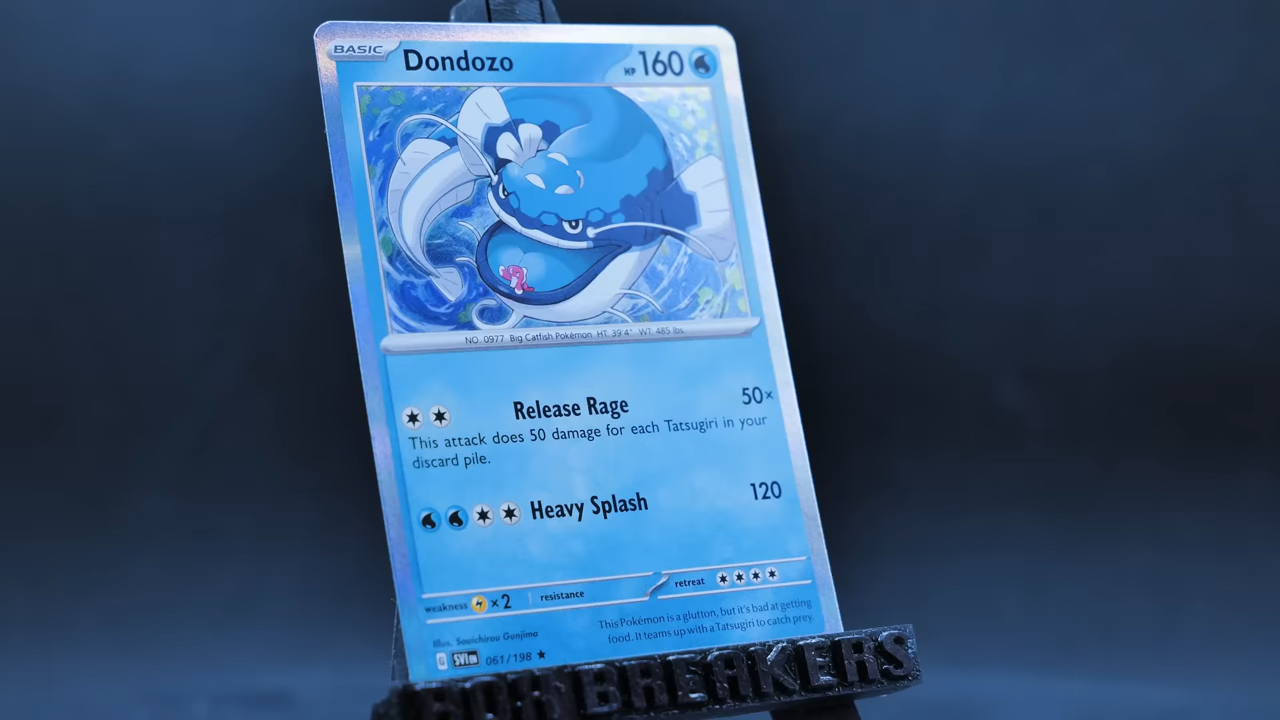 BASIC Dondozo HP 160
NO. 0977 Big Catfish Pokémon HT: 39'4" WT: 485 lbs.
Release Rage 50×
This attack does 50 damage for each Tatsugiri in your
discard pile.
Heavy Splash 120
weakness ×2 resistance retreat
This Pokémon is a glutton, but it's bad at getting
food. It teams up with a Tatsugiri to catch prey.
Illus. Souichirou Gunjima
G SVI EN 061/198
BREAKERS